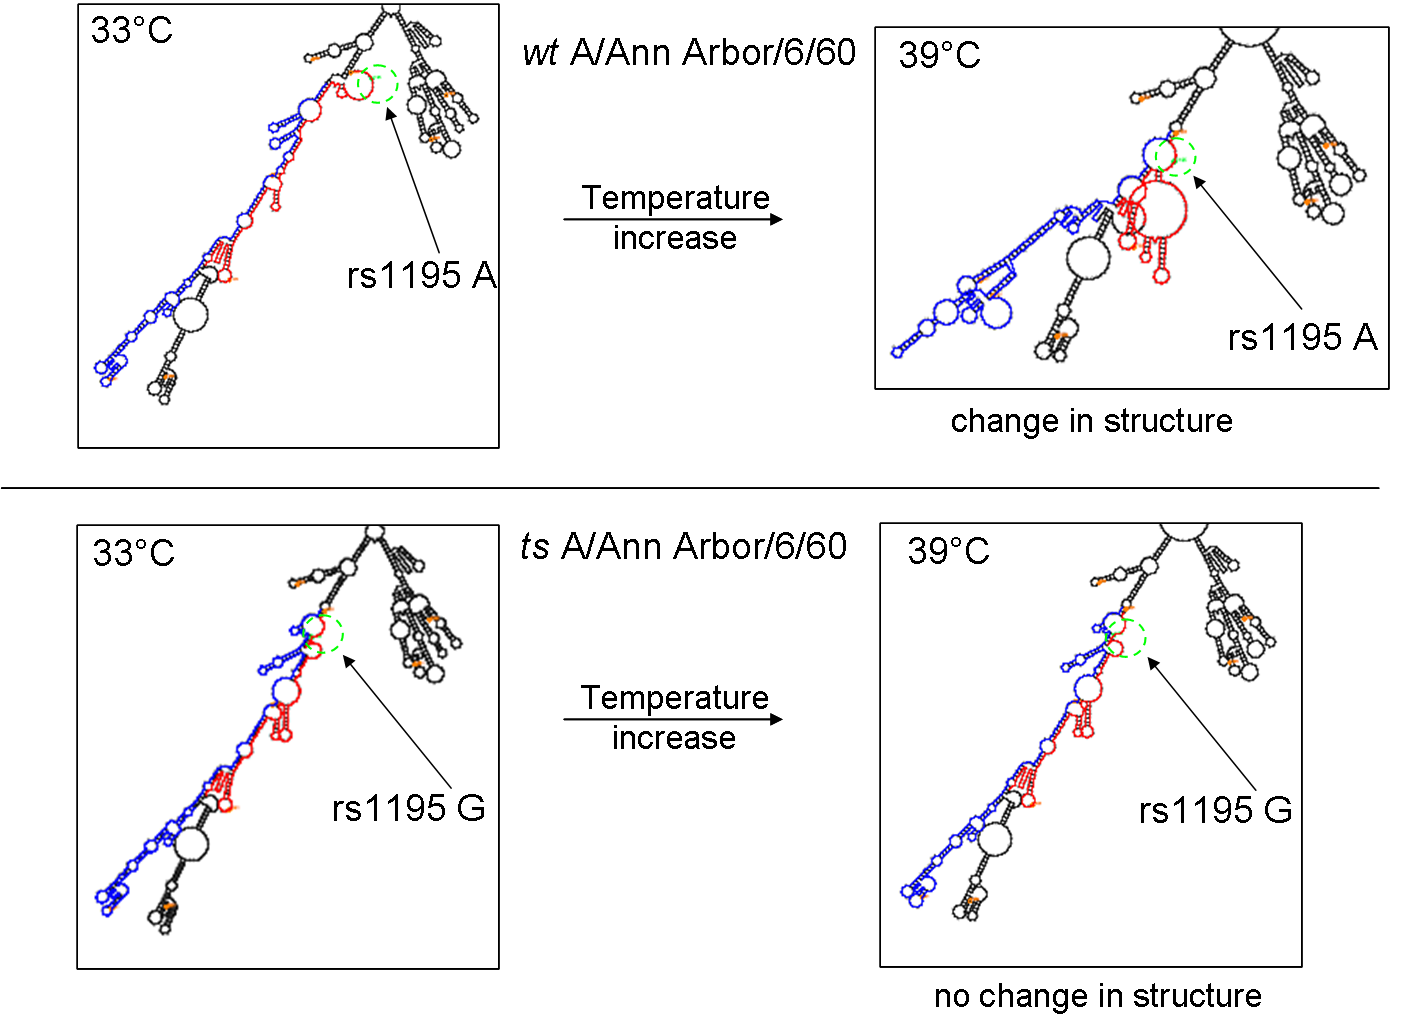 33°C
wt A/Ann Arbor/6/60
39°C
Temperature
increase
rs1195 A
rs1195 A
change in structure
33°C
ts A/Ann Arbor/6/60
39°C
Temperature
increase
rs1195 G
rs1195 G
no change in structure